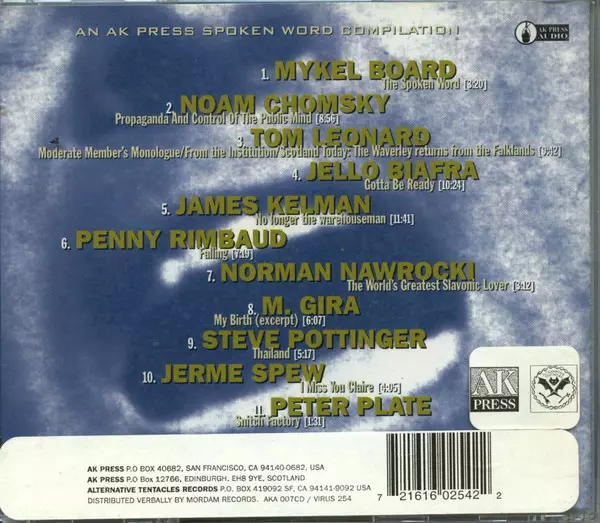 AN AK PRESS SPOKEN WORD COMPILATION
AK PRESS
AUDIO
1. MYKEL BOARD
The Spoken Word [3:20]
2. NOAM CHOMSKY
Propaganda And Control Of The Public Mind [8:56]
3. TOM LEONARD
Moderate Member's Monologue/From the Institution/Scotland Today: The Waverley returns from the Falklands [9:42]
4. JELLO BIAFRA
Gotta Be Ready [10:24]
5. JAMES KELMAN
No longer the warehouseman [11:41]
6. PENNY RIMBAUD
Falling [7:19]
7. NORMAN NAWROCKI
The World's Greatest Slavonic Lover [3:12]
8. M. GIRA
My Birth (excerpt) [6:07]
9. STEVE POTTINGER
Thailand [5:17]
10. JERME SPEW
I Miss You Claire [4:05]
11. PETER PLATE
Snitch Factory [1:31]
AK
PRESS
AK PRESS P.O BOX 40682, SAN FRANCISCO, CA 94140-0682, USA
AK PRESS P.O BOX 12766, EDINBURGH, EH8 9YE, SCOTLAND
ALTERNATIVE TENTACLES RECORDS P.O. BOX 419092 SF, CA 94141-9092 USA
DISTRIBUTED VERBALLY BY MORDAM RECORDS. AKA 007CD / VIRUS 254
7 21616 02542 2